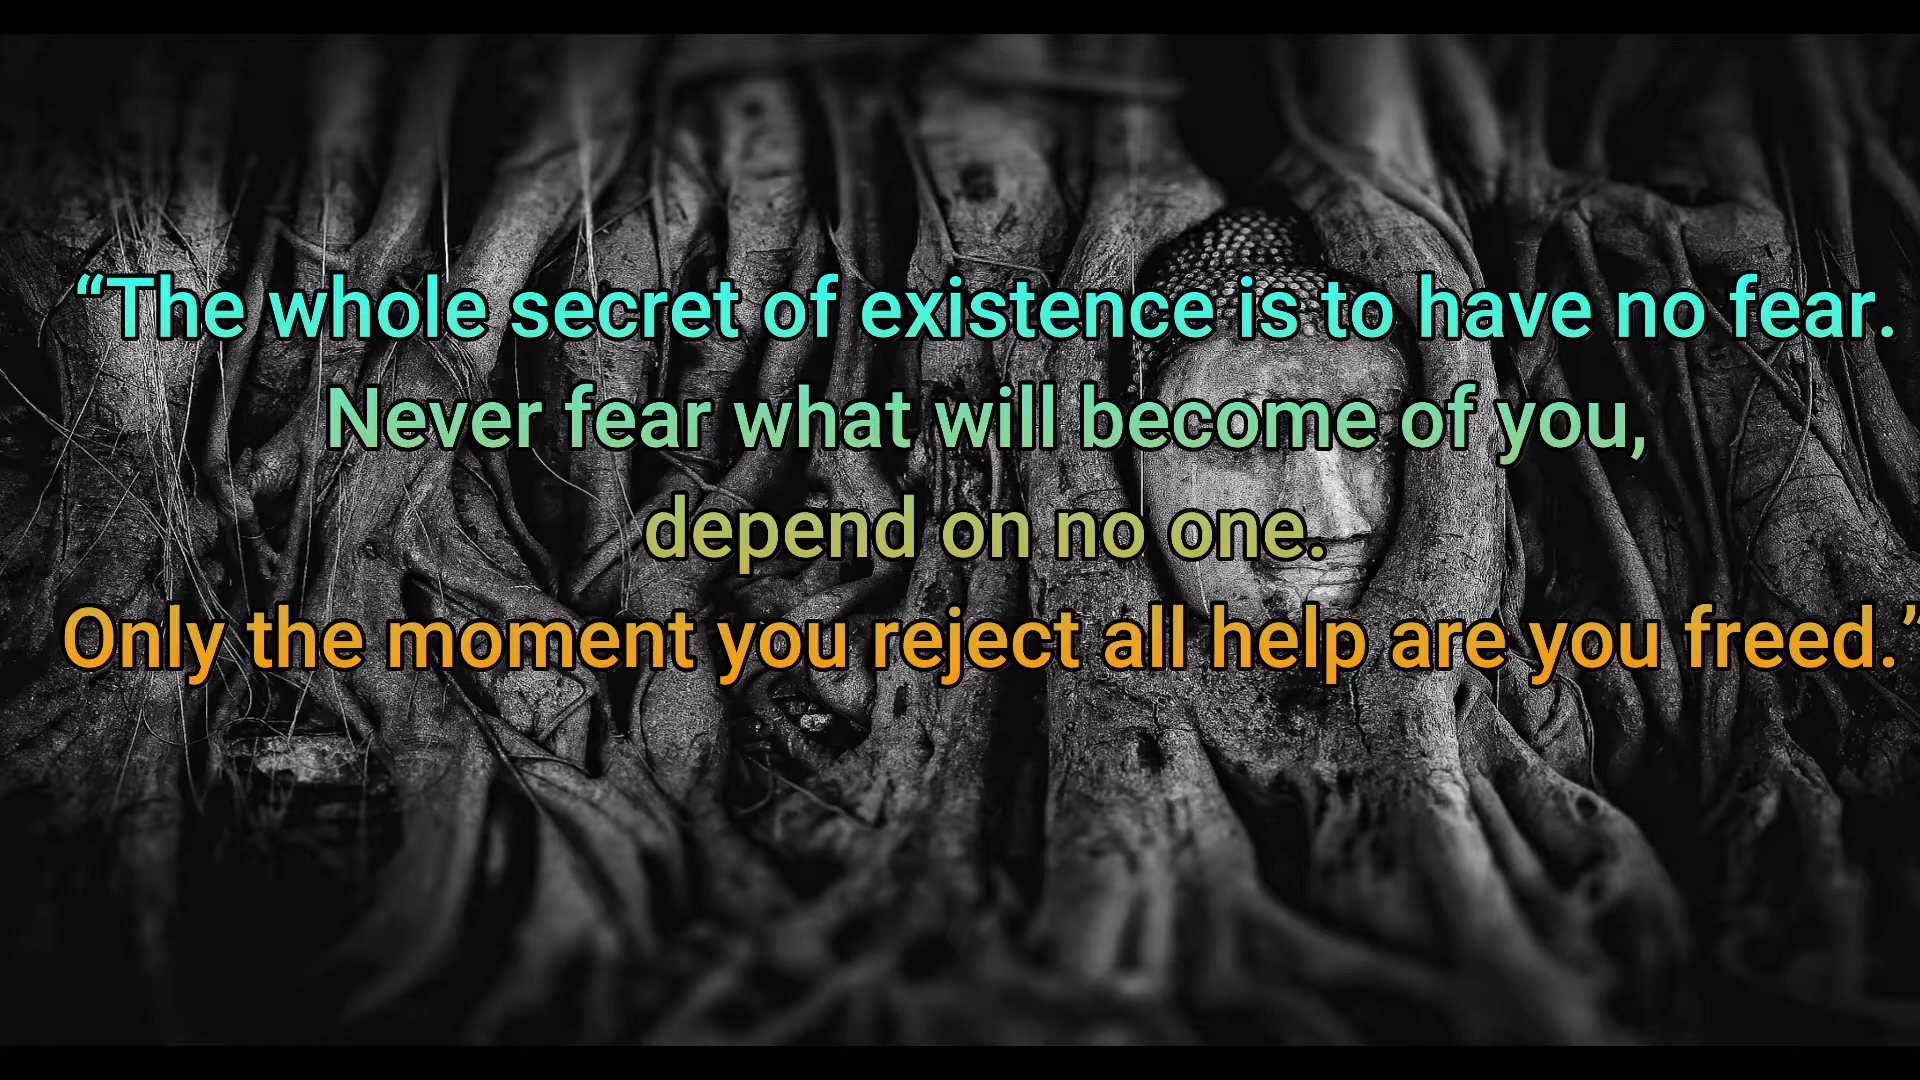 “The whole secret of existence is to have no fear.
Never fear what will become of you,
depend on no one.
Only the moment you reject all help are you freed.”